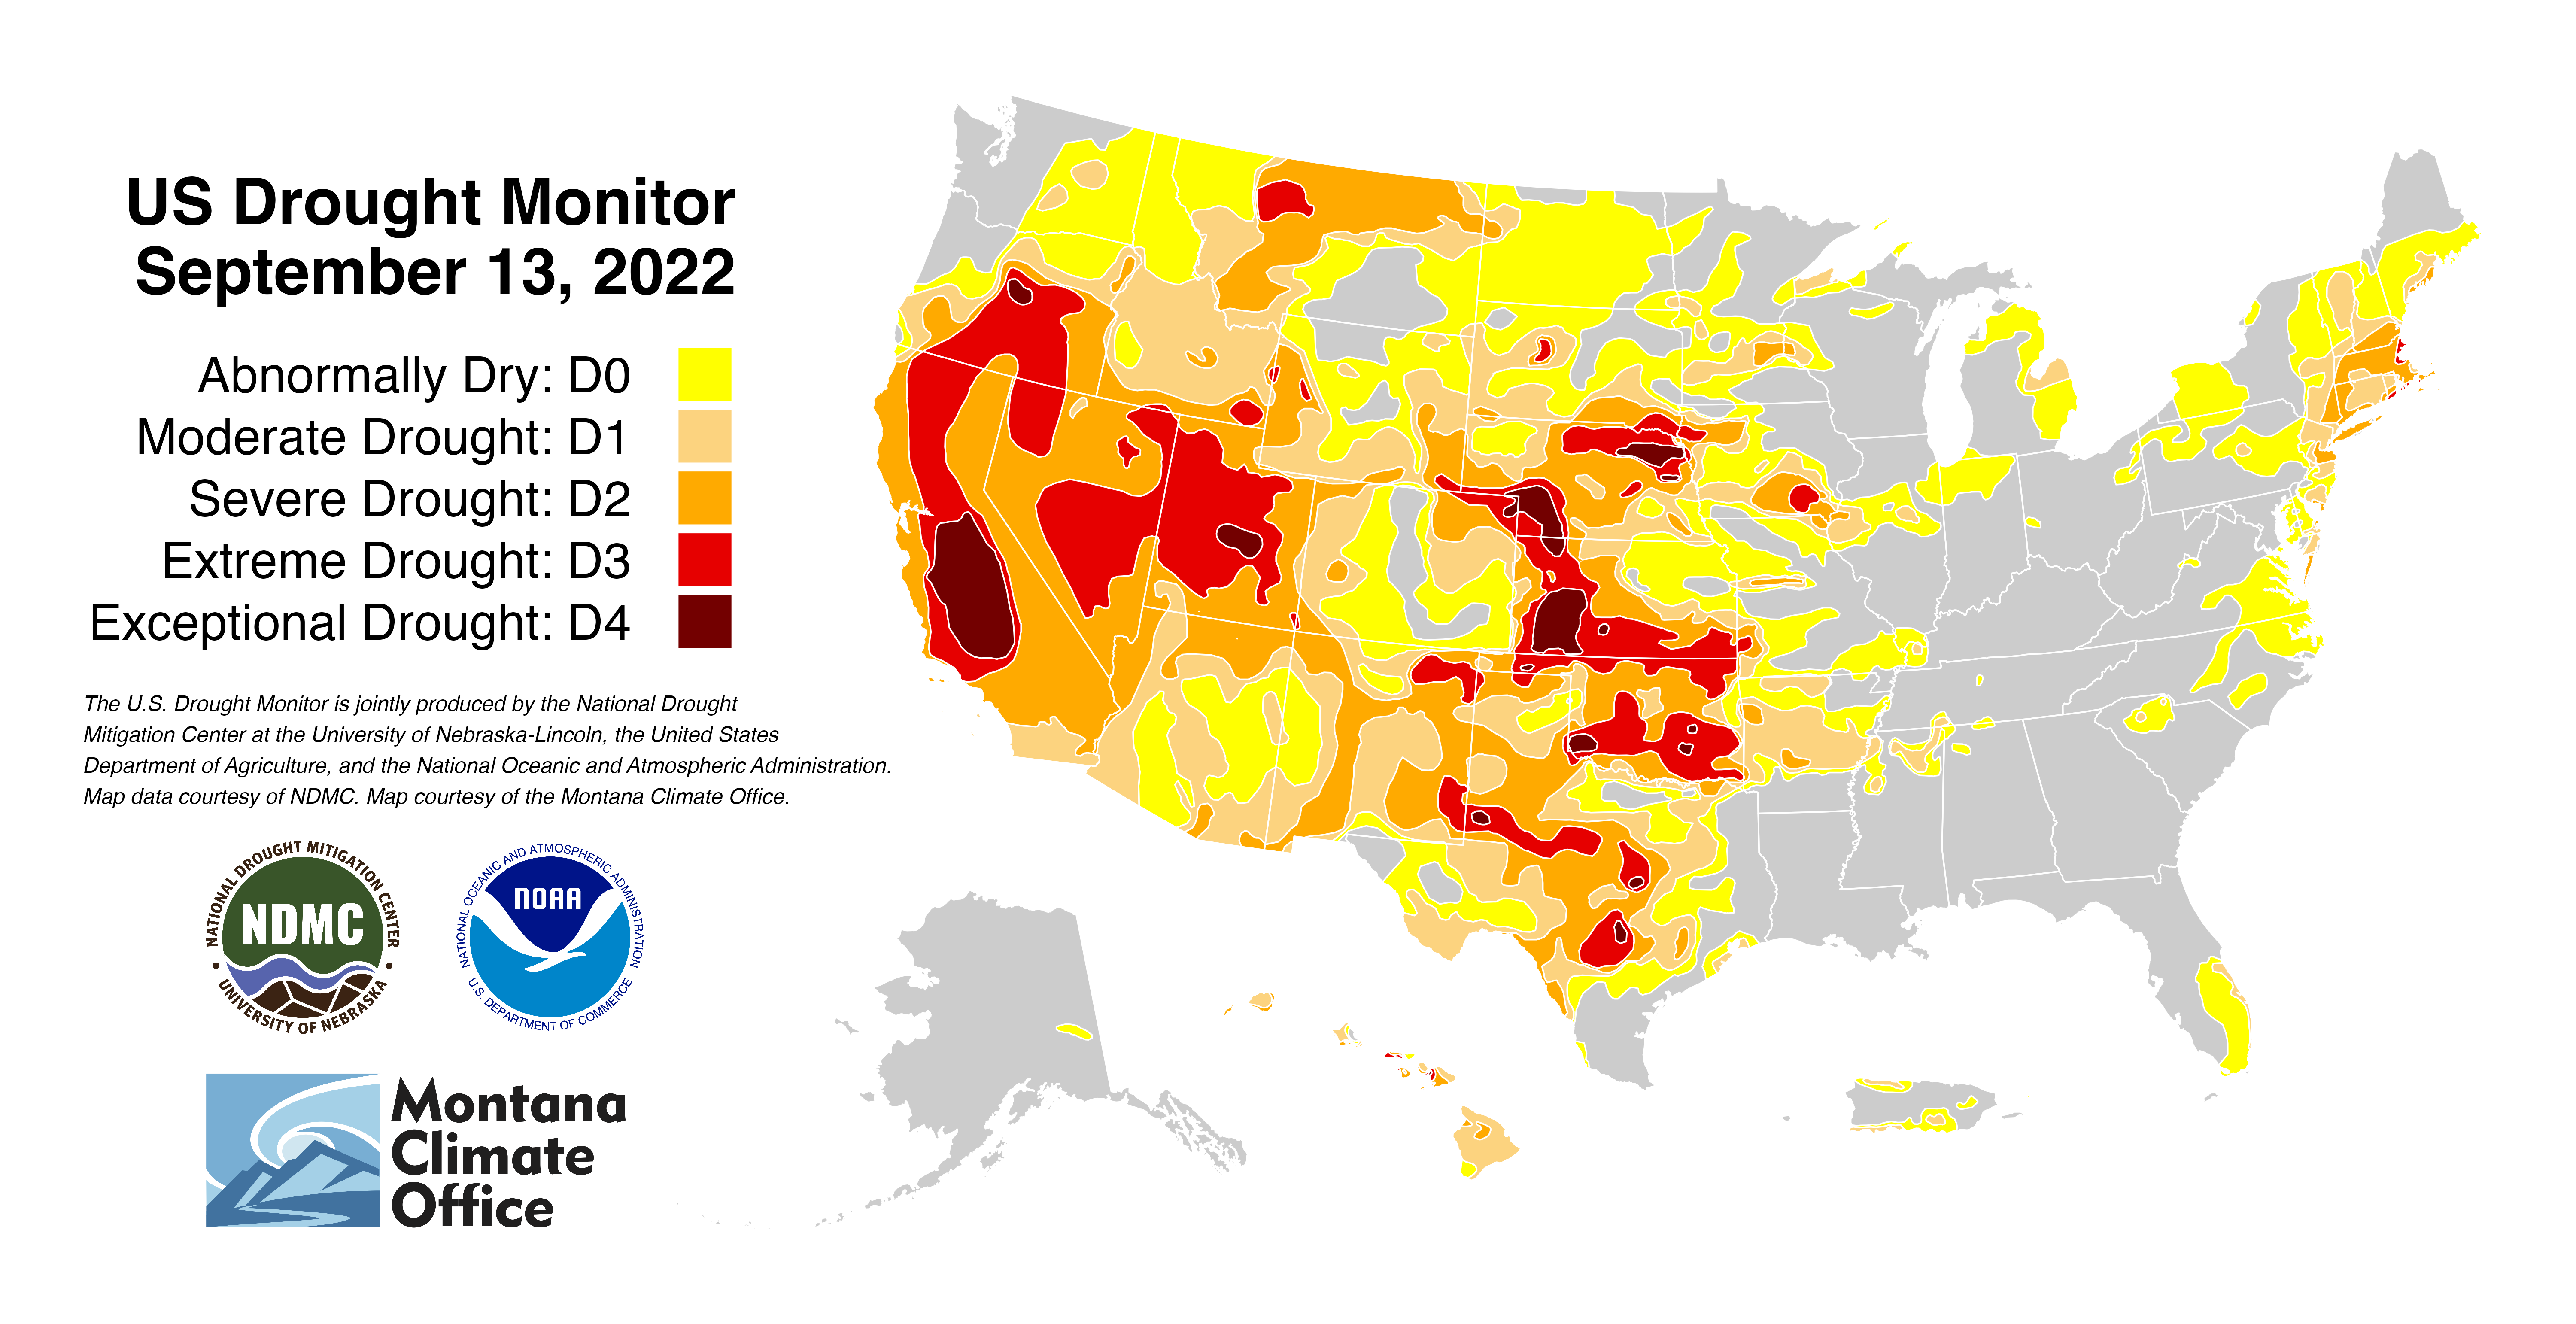 US Drought Monitor
September 13, 2022
Abnormally Dry: D0
Moderate Drought: D1
Severe Drought: D2
Extreme Drought: D3
Exceptional Drought: D4
The U.S. Drought Monitor is jointly produced by the National Drought
Mitigation Center at the University of Nebraska-Lincoln, the United States
Department of Agriculture, and the National Oceanic and Atmospheric Administration.
Map data courtesy of NDMC. Map courtesy of the Montana Climate Office.
NATIONAL DROUGHT MITIGATION CENTER
NDMC
• UNIVERSITY OF NEBRASKA •
NATIONAL OCEANIC AND ATMOSPHERIC ADMINISTRATION
NOAA
U.S. DEPARTMENT OF COMMERCE
Montana
Climate
Office